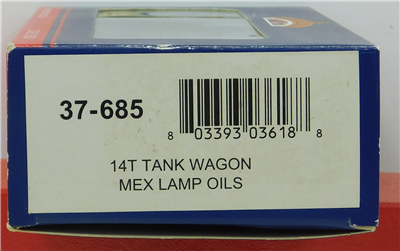 37-685
8 03393 03618 8
14T TANK WAGON
MEX LAMP OILS